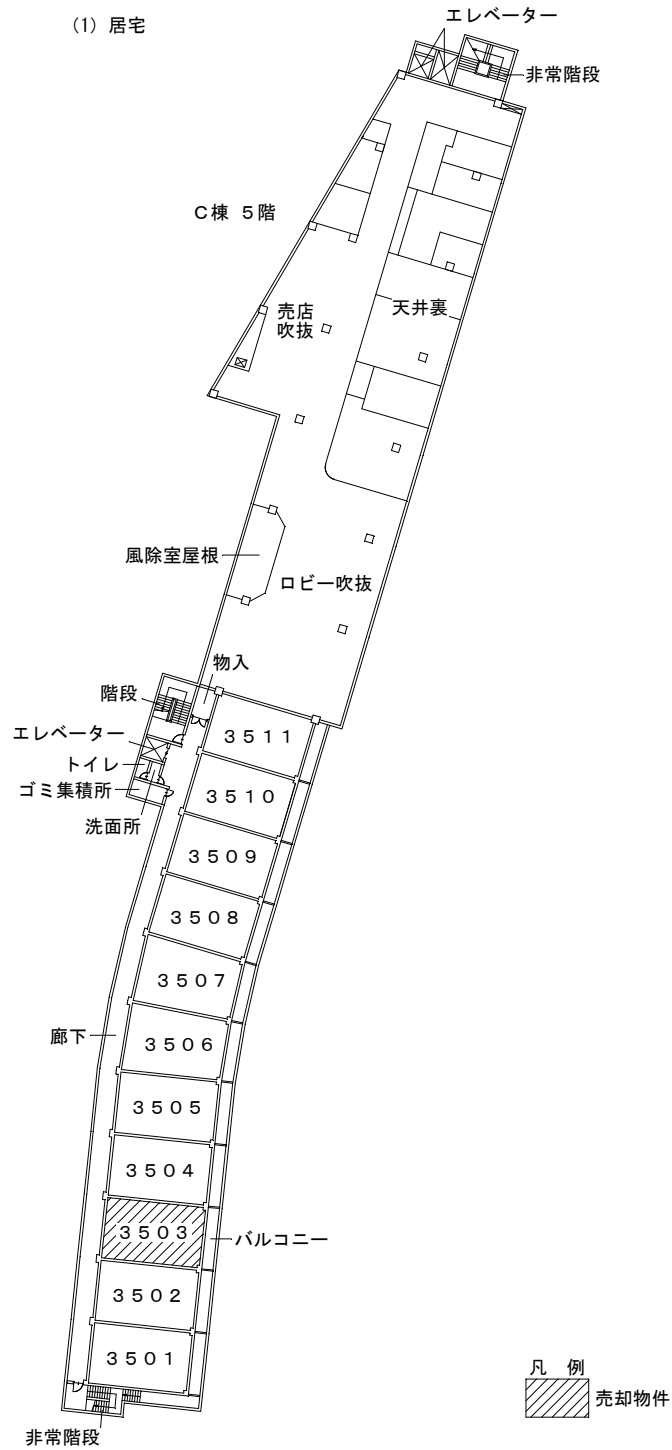 (1) 居宅
エレベーター
非常階段
C棟 5階
売店
吹抜
天井裏
風除室屋根
ロビー吹抜
物入
階段
エレベーター
トイレ
ゴミ集積所
洗面所
3511
3510
3509
3508
3507
廊下
3506
3505
3504
3503
バルコニー
3502
3501
非常階段
凡 例
売却物件